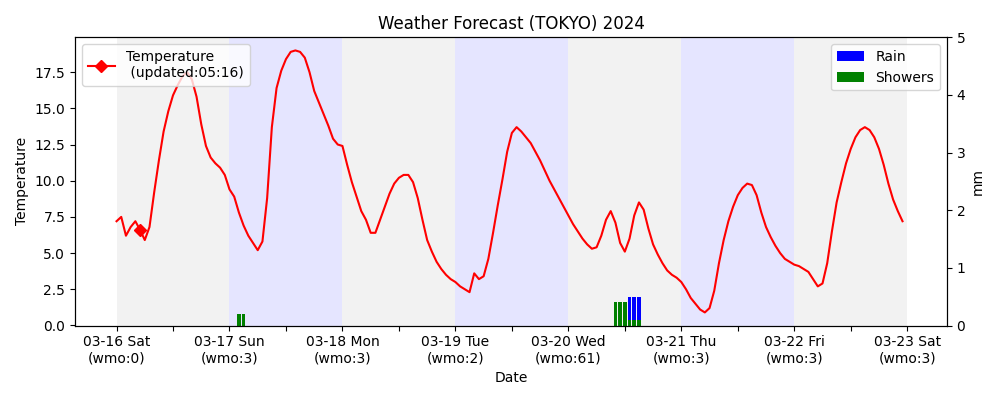 Weather Forecast (TOKYO) 2024
Temperature
(updated:05:16)
Rain
Showers
Temperature
17.5
15.0
12.5
10.0
7.5
5.0
2.5
0.0
5
4
3
2
1
0
mm
03-16 Sat
(wmo:0)
03-17 Sun
(wmo:3)
03-18 Mon
(wmo:3)
03-19 Tue
(wmo:2)
03-20 Wed
(wmo:61)
03-21 Thu
(wmo:3)
03-22 Fri
(wmo:3)
03-23 Sat
(wmo:3)
Date